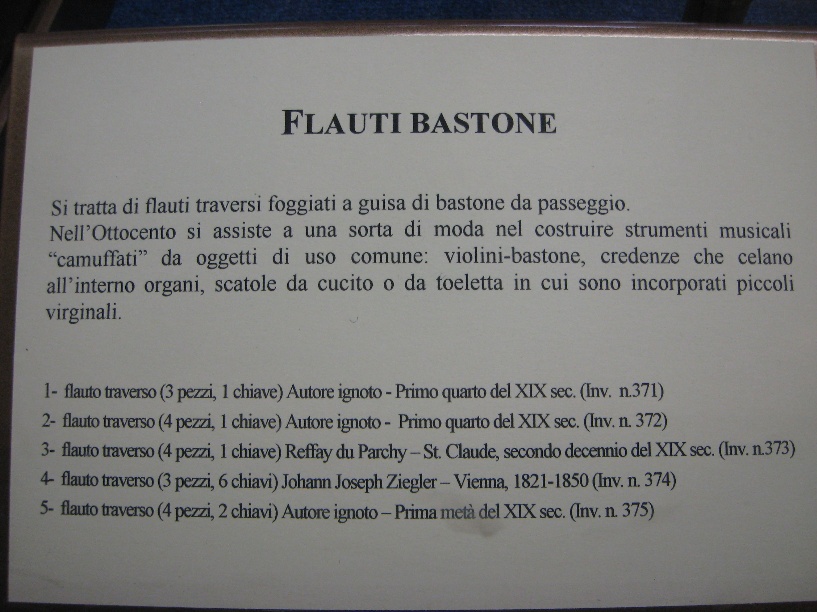 FLAUTI BASTONE
Si tratta di flauti traversi foggiati a guisa di bastone da passeggio.
Nell'Ottocento si assiste a una sorta di moda nel costruire strumenti musicali
“camuffati” da oggetti di uso comune: violini-bastone, credenze che celano
all'interno organi, scatole da cucito o da toeletta in cui sono incorporati piccoli
virginali.
1- flauto traverso (3 pezzi, 1 chiave) Autore ignoto - Primo quarto del XIX sec. (Inv. n.371)
2- flauto traverso (4 pezzi, 1 chiave) Autore ignoto - Primo quarto del XIX sec. (Inv. n. 372)
3- flauto traverso (4 pezzi, 1 chiave) Reffay du Parchy – St. Claude, secondo decennio del XIX sec. (Inv. n.373)
4- flauto traverso (3 pezzi, 6 chiavi) Johann Joseph Ziegler – Vienna, 1821-1850 (Inv. n. 374)
5- flauto traverso (4 pezzi, 2 chiavi) Autore ignoto – Prima metà del XIX sec. (Inv. n. 375)